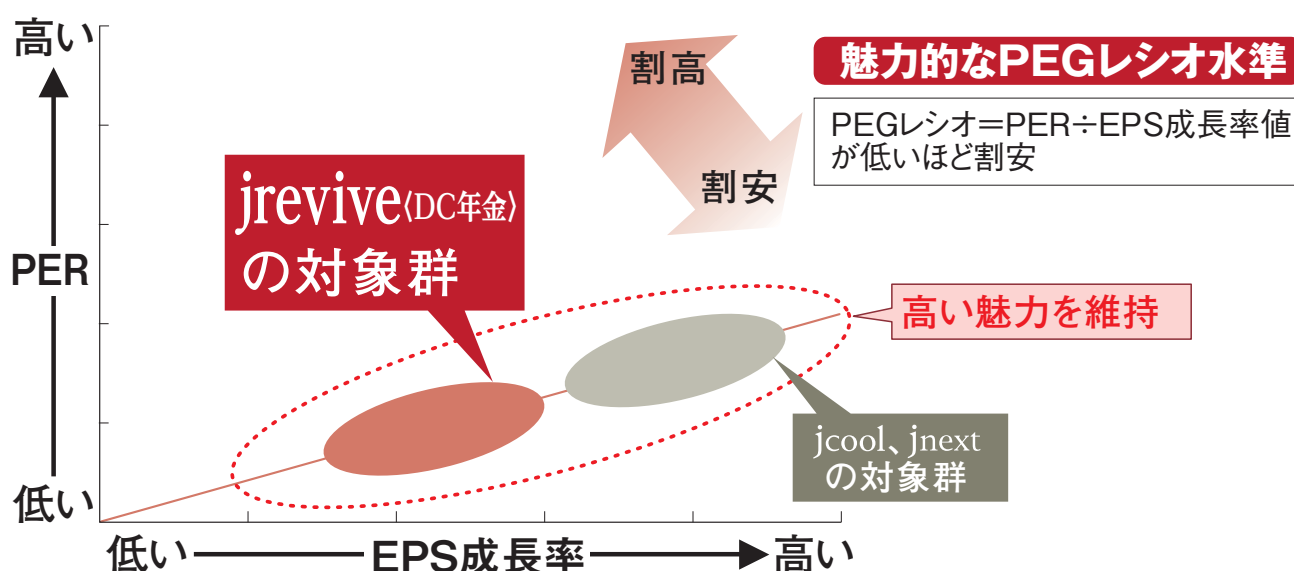 高い
割高
魅力的なPEGレシオ水準
PEGレシオ＝PER÷EPS成長率値
が低いほど割安
割安
jrevive〈DC年金〉
の対象群
PER
高い魅力を維持
jcool、jnext
の対象群
低い
低い
EPS成長率
高い